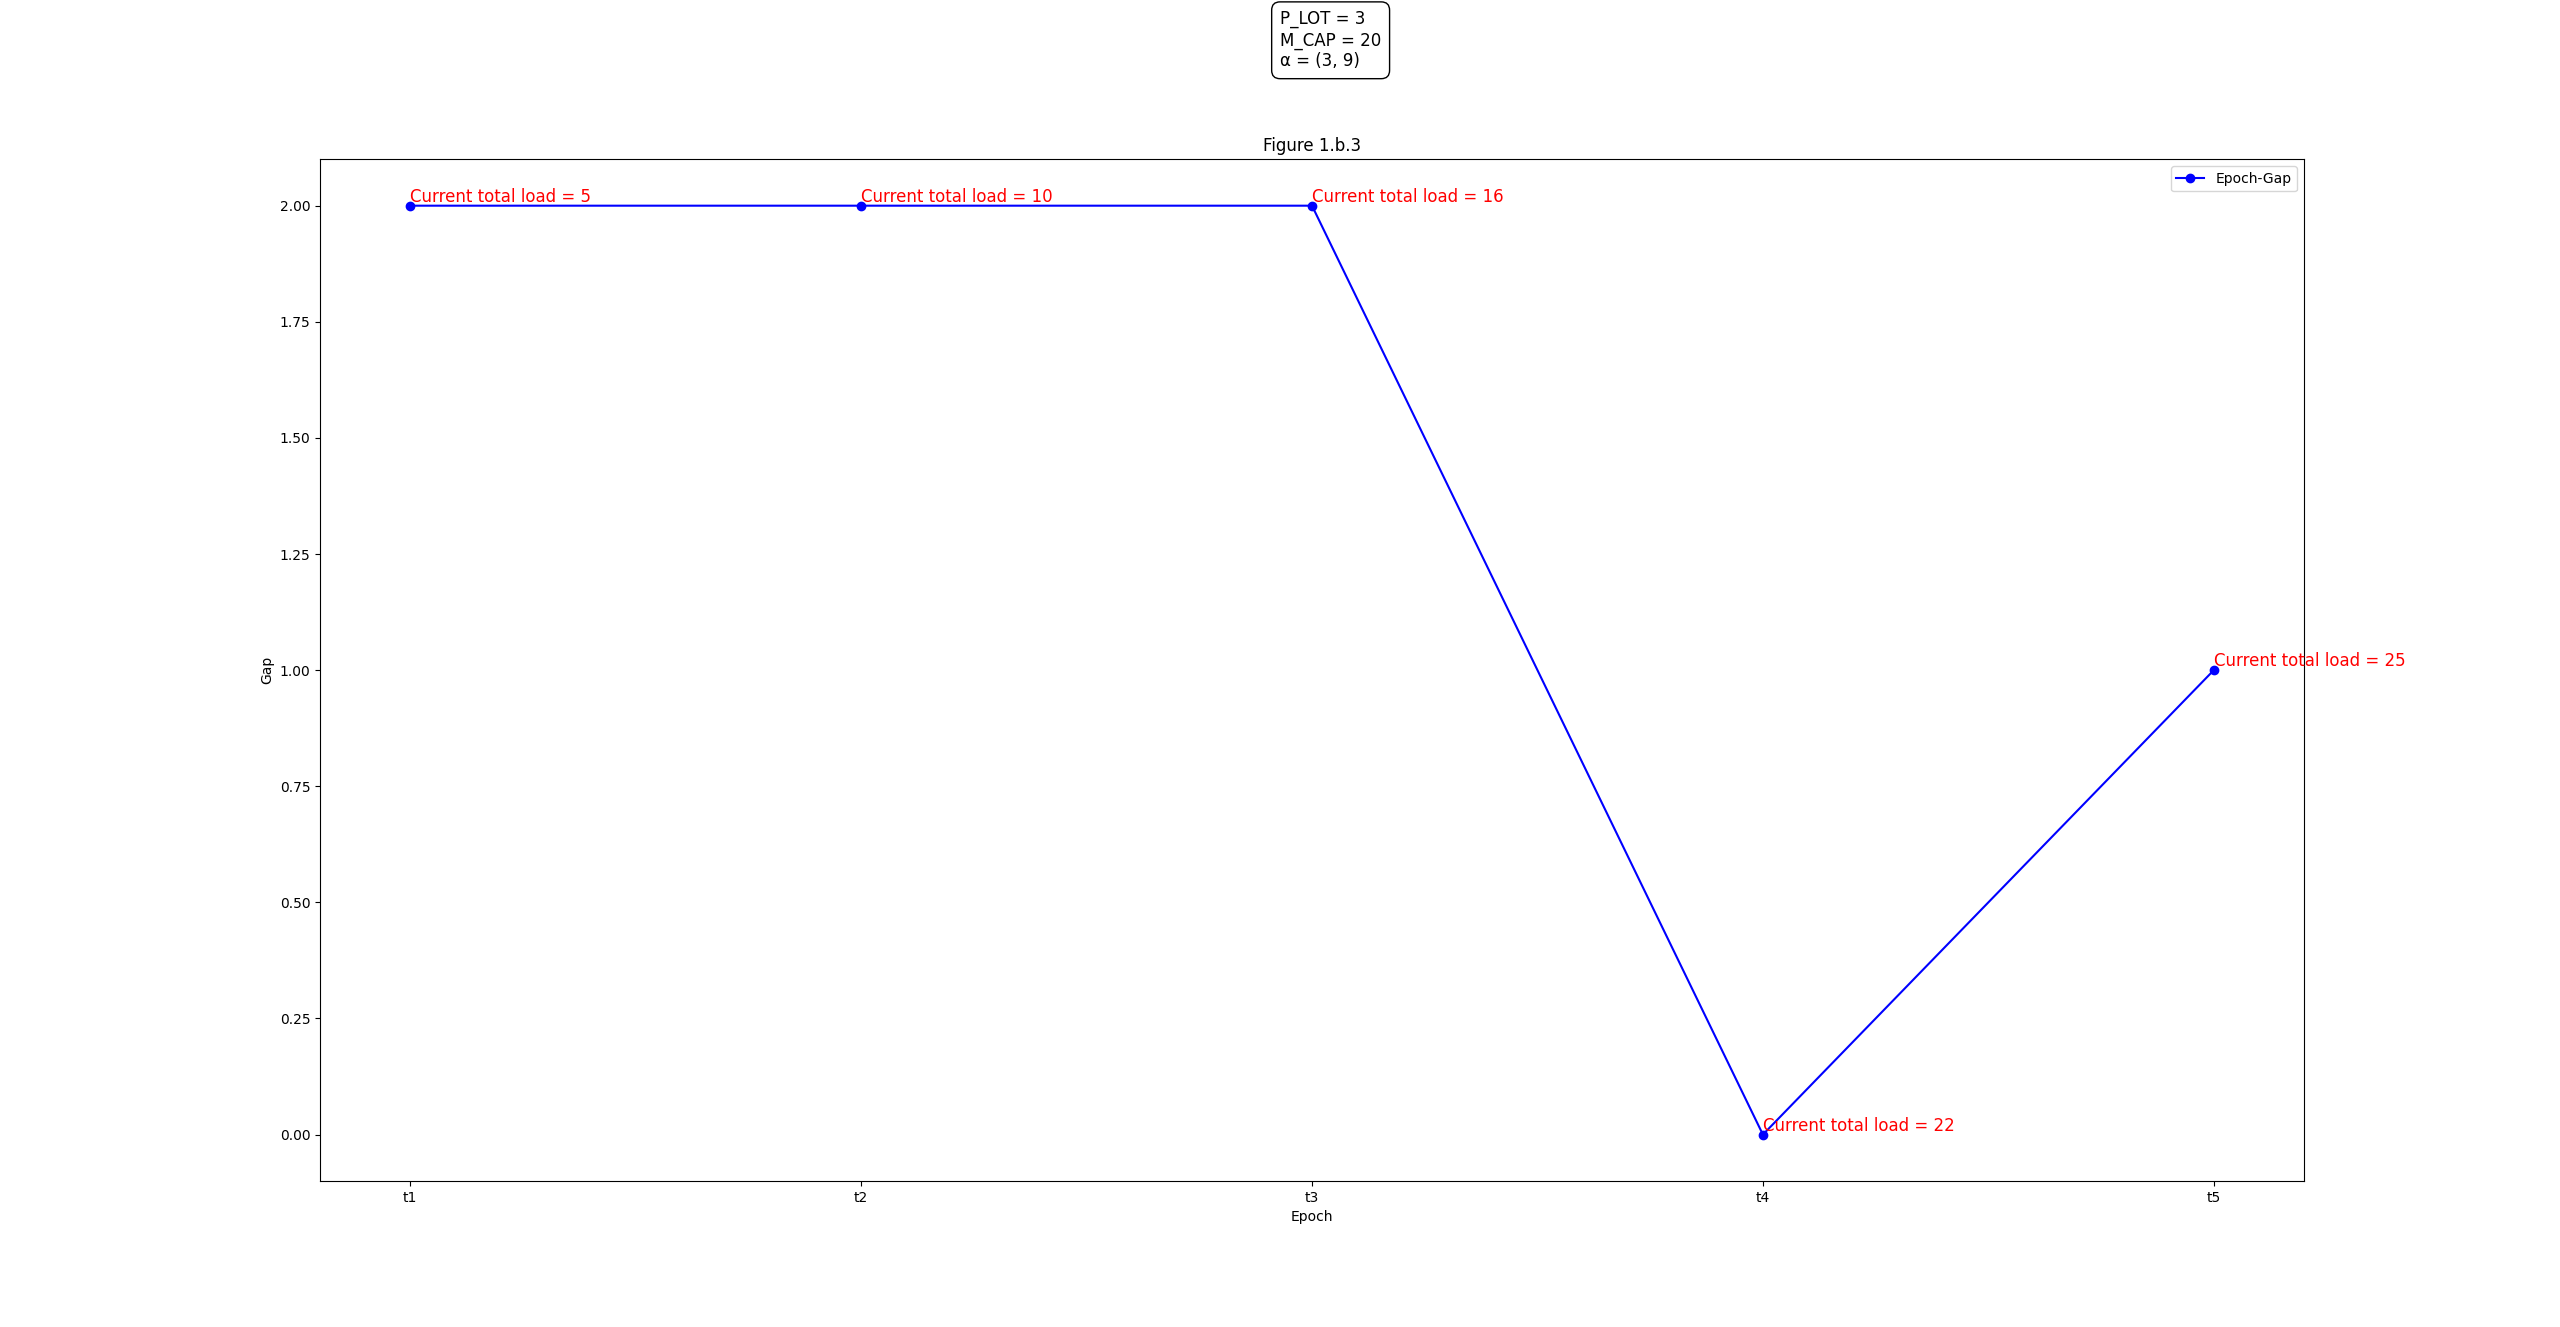 P_LOT = 3
M_CAP = 20
α = (3, 9)
Figure 1.b.3
Epoch-Gap
Current total load = 5
Current total load = 10
Current total load = 16
Current total load = 25
Current total load = 22
Gap
2.00
1.75
1.50
1.25
1.00
0.75
0.50
0.25
0.00
t1
t2
t3
t4
t5
Epoch